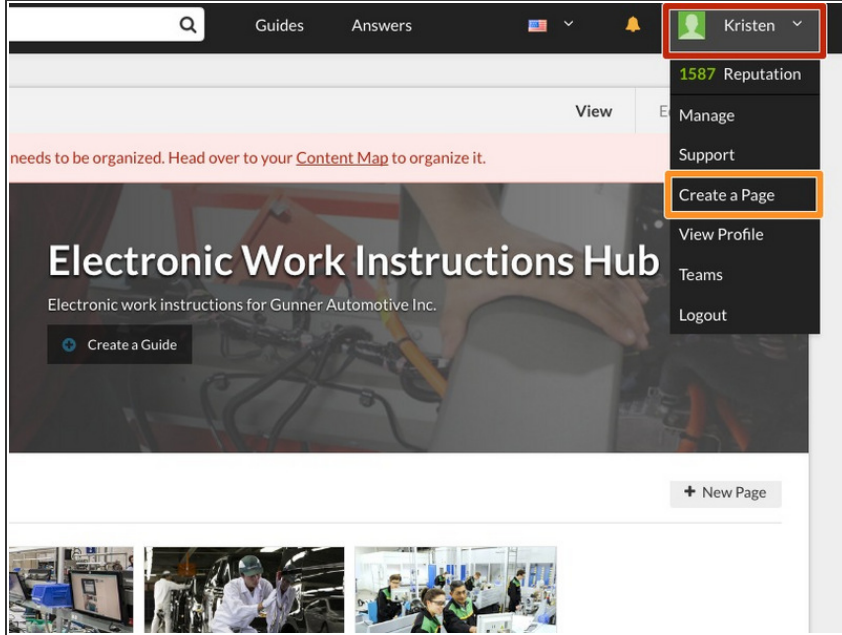 Guides Answers Kristen
1587 Reputation
View
Manage
needs to be organized. Head over to your Content Map to organize it.
Support
Create a Page
View Profile
Teams
Logout
Electronic Work Instructions Hub
Electronic work instructions for Gunner Automotive Inc.
Create a Guide
New Page